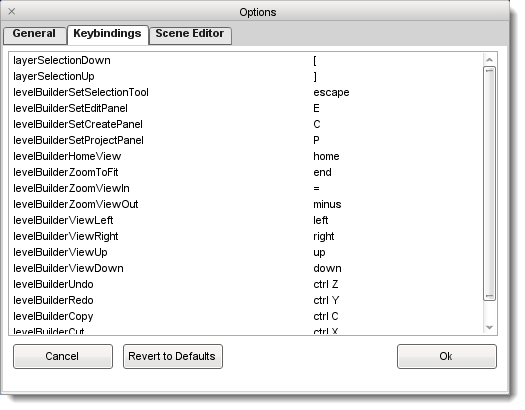 Options
General Keybindings Scene Editor
layerSelectionDown [
layerSelectionUp ]
levelBuilderSetSelectionTool escape
levelBuilderSetEditPanel E
levelBuilderSetCreatePanel C
levelBuilderSetProjectPanel P
levelBuilderHomeView home
levelBuilderZoomToFit end
levelBuilderZoomViewIn =
levelBuilderZoomViewOut minus
levelBuilderViewLeft left
levelBuilderViewRight right
levelBuilderViewUp up
levelBuilderViewDown down
levelBuilderUndo ctrl Z
levelBuilderRedo ctrl Y
levelBuilderCopy ctrl C
levelBuilderCut ctrl X
Cancel Revert to Defaults Ok